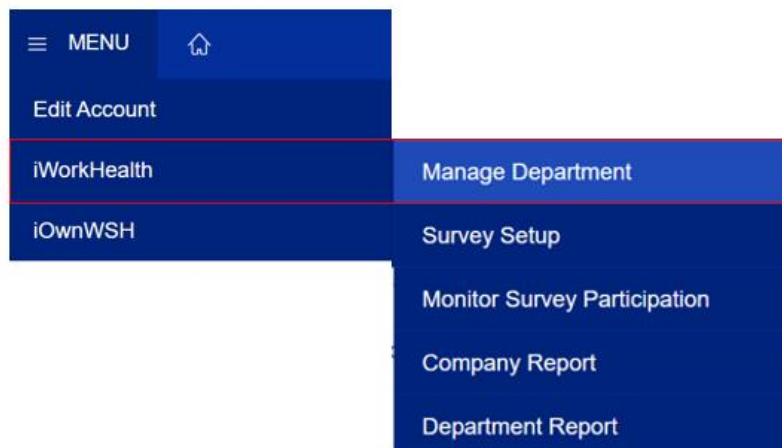 MENU
Edit Account
iWorkHealth
Manage Department
iOwnWSH
Survey Setup
Monitor Survey Participation
Company Report
Department Report